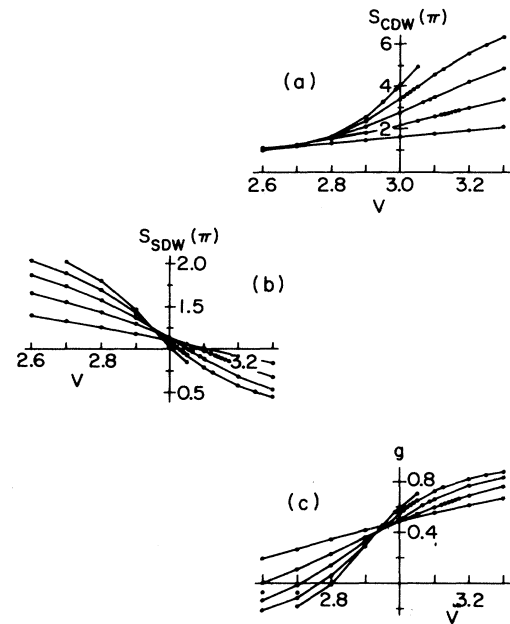 S_CDW (π)
6
(a)
4
2
2.6 2.8 3.0 3.2
V
S_SDW (π)
2.0
(b)
1.5
2.6 2.8 3.2
V
0.5
g
0.8
(c)
0.4
2.8 3.2
V